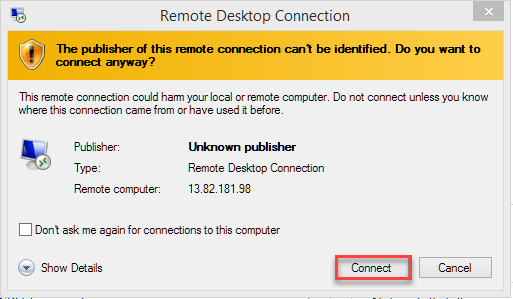 Remote Desktop Connection
The publisher of this remote connection can't be identified. Do you want to
connect anyway?
This remote connection could harm your local or remote computer. Do not connect unless you know
where this connection came from or have used it before.
Publisher: Unknown publisher
Type: Remote Desktop Connection
Remote computer: 13.82.181.98
Don't ask me again for connections to this computer
Show Details Connect Cancel